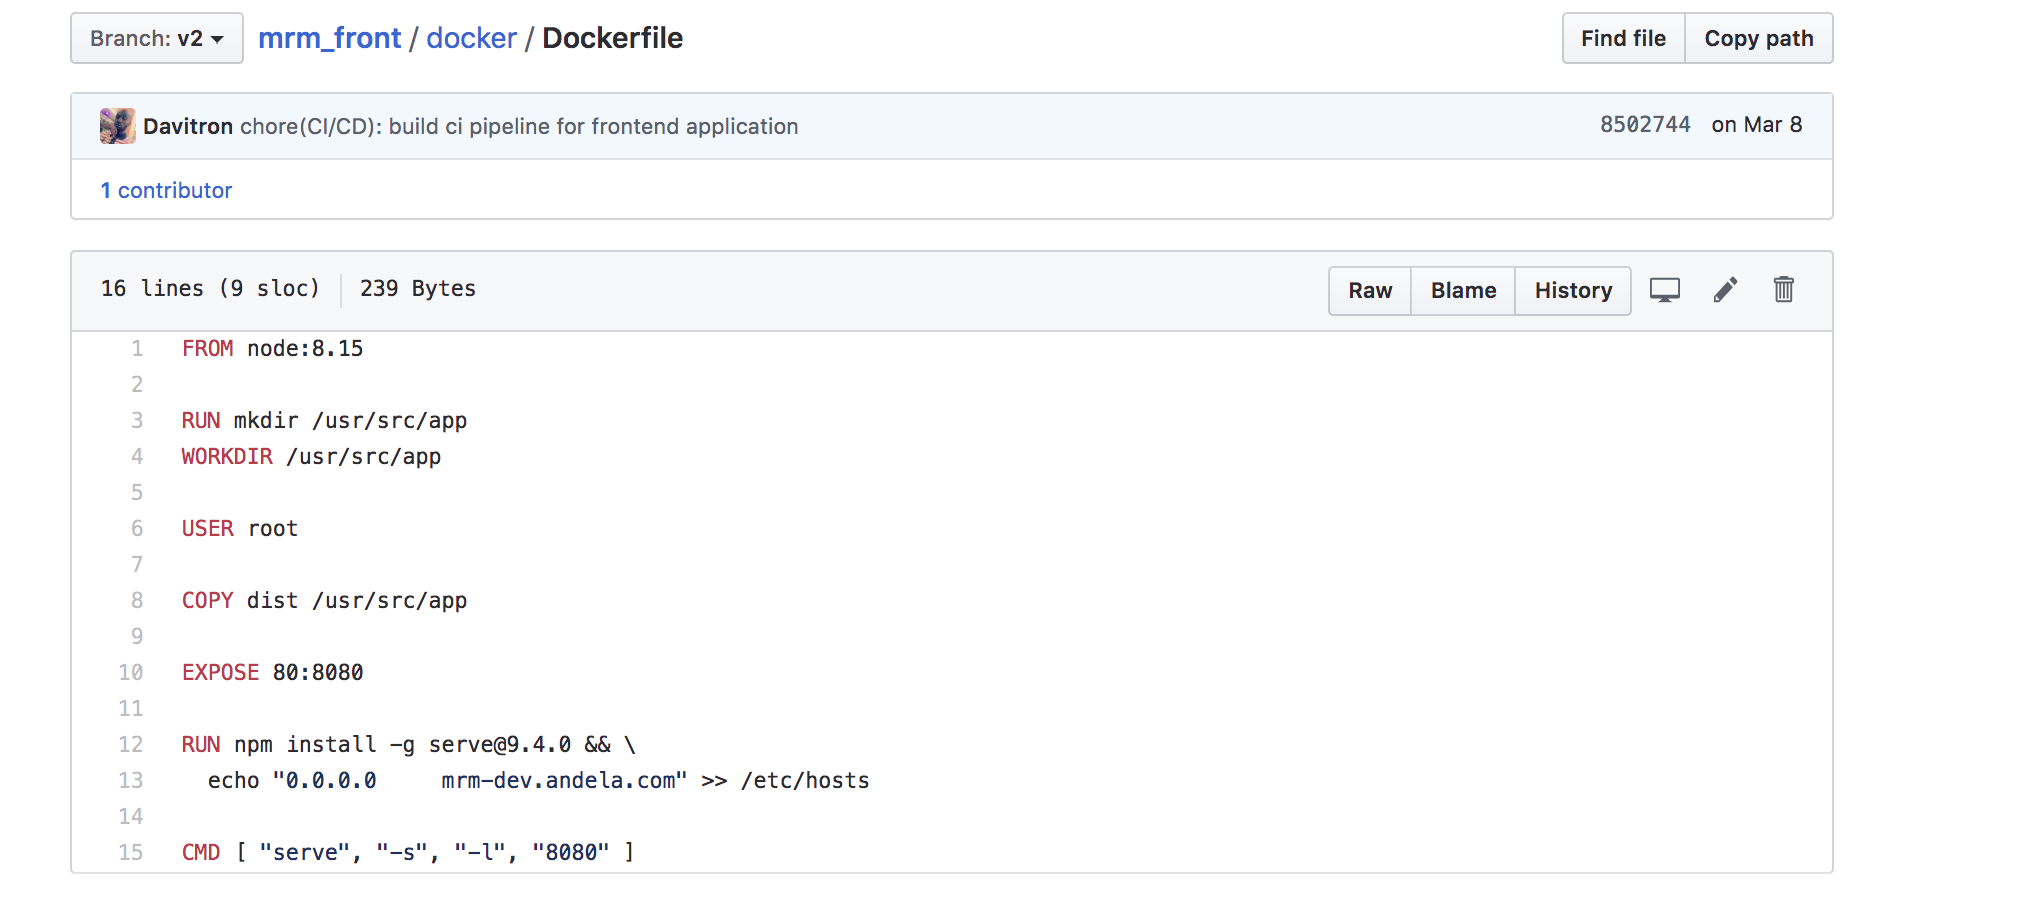 Branch: v2 mrm_front / docker / Dockerfile Find file Copy path
Davitron chore(CI/CD): build ci pipeline for frontend application 8502744 on Mar 8
1 contributor
16 lines (9 sloc) 239 Bytes Raw Blame History
1 FROM node:8.15
2
3 RUN mkdir /usr/src/app
4 WORKDIR /usr/src/app
5
6 USER root
7
8 COPY dist /usr/src/app
9
10 EXPOSE 80:8080
11
12 RUN npm install -g serve@9.4.0 && \
13   echo "0.0.0.0     mrm-dev.andela.com" >> /etc/hosts
14
15 CMD [ "serve", "-s", "-l", "8080" ]